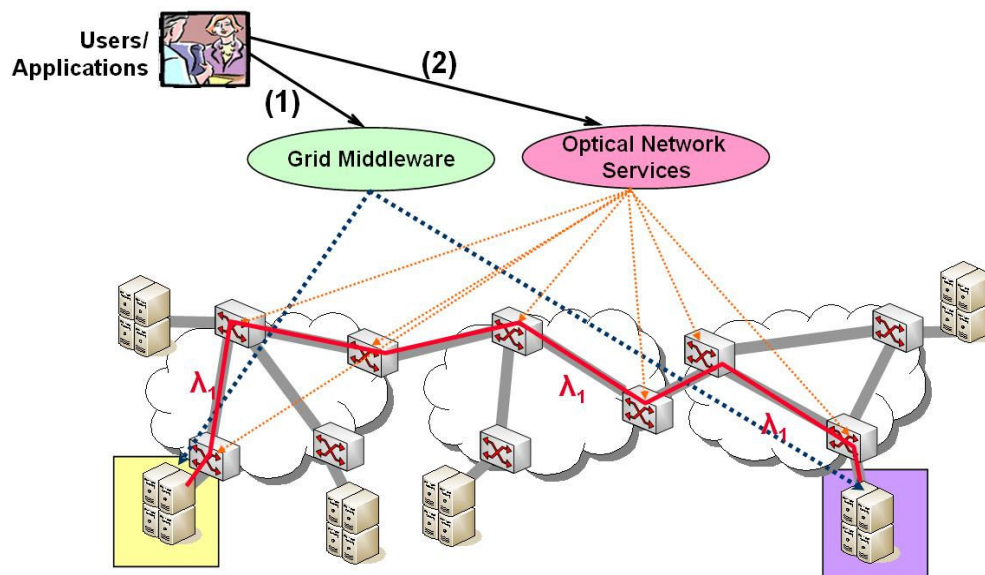 Users/
Applications
(1)
(2)
Grid Middleware
Optical Network
Services
λ1
λ1
λ1